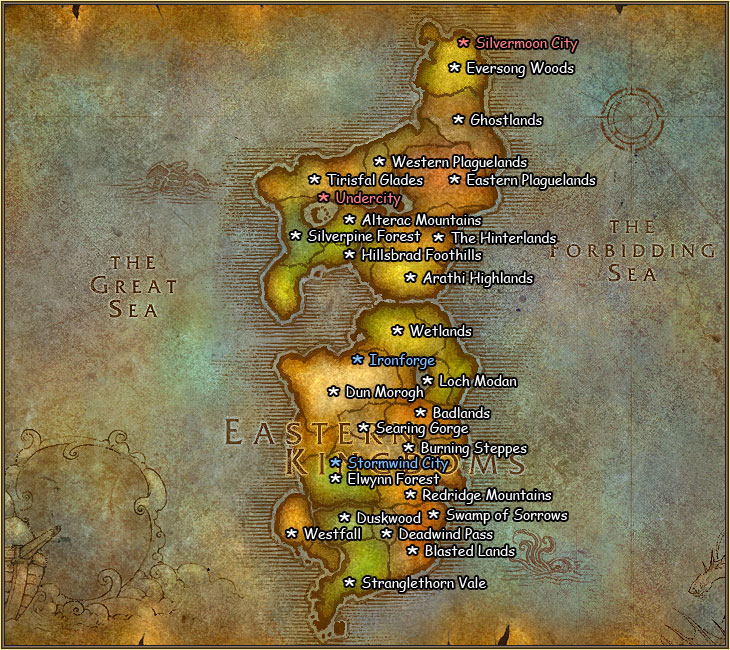 * Silvermoon City
* Eversong Woods
* Ghostlands
* Western Plaguelands
* Tirisfal Glades
* Eastern Plaguelands
* Undercity
* Alterac Mountains
* Silverpine Forest
* The Hinterlands
* Hillsbrad Foothills
* Arathi Highlands
THE
GREAT
SEA
THE
FORBIDDING
SEA
* Wetlands
* Ironforge
* Loch Modan
* Dun Morogh
* Badlands
* Searing Gorge
EASTERN
KINGDOMS
* Burning Steppes
* Stormwind City
* Elwynn Forest
* Redridge Mountains
* Duskwood
* Swamp of Sorrows
* Westfall
* Deadwind Pass
* Blasted Lands
* Stranglethorn Vale